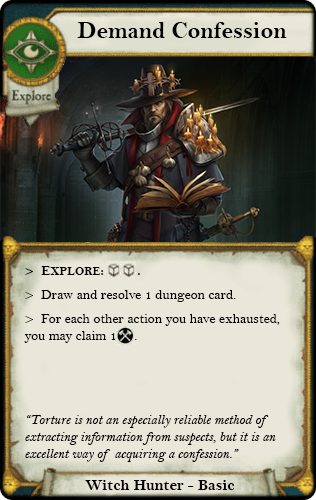 Demand Confession
Explore
> EXPLORE: .
> Draw and resolve 1 dungeon card.
> For each other action you have exhausted,
you may claim 1 .
“Torture is not an especially reliable method of
extracting information from suspects, but it is an
excellent way of acquiring a confession.”
Witch Hunter - Basic